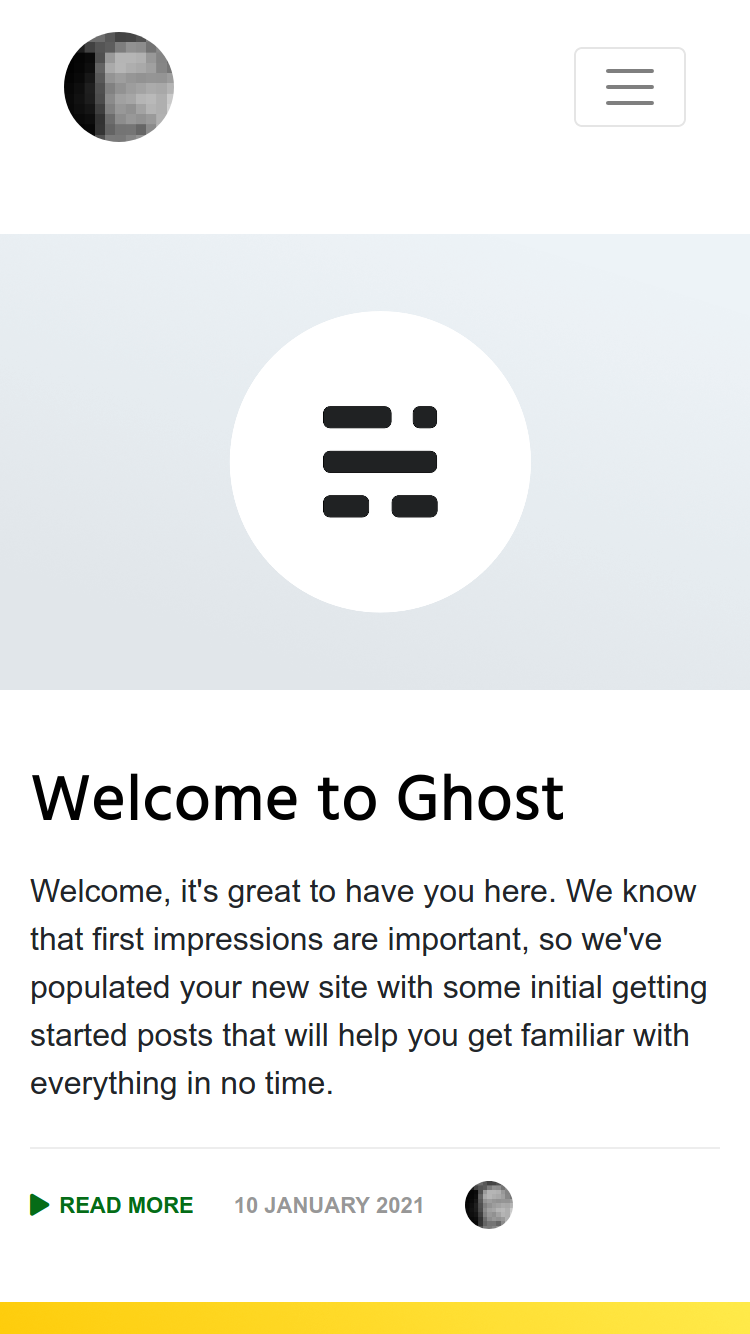 Welcome to Ghost
Welcome, it's great to have you here. We know
that first impressions are important, so we've
populated your new site with some initial getting
started posts that will help you get familiar with
everything in no time.
READ MORE 10 JANUARY 2021